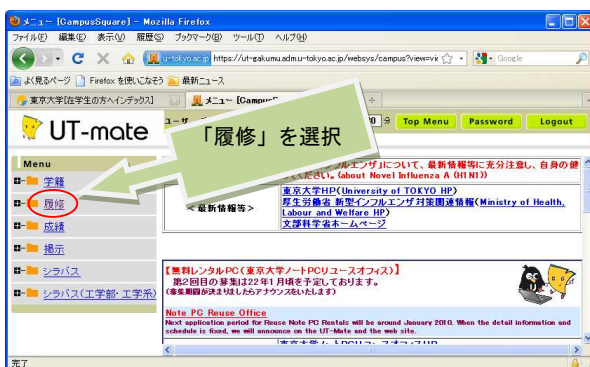 メニュー [CampusSquare] - Mozilla Firefox
ファイル(F) 編集(E) 表示(V) 履歴(S) ブックマーク(B) ツール(T) ヘルプ(H)
u-tokyo.ac.jp https://ut-gakumu.adm.u-tokyo.ac.jp/websys/campus?view=vie
Google
よく見るページ Firefox を使いこなそう 最新ニュース
東京大学[在学生の方へインデックス]
メニュー [Campus
UT-mate
Top Menu Password Logout
「履修」を選択
Menu
学籍
履修
成績
掲示
シラバス
シラバス(工学部・工学系)
インフルエンザ」について、最新情報等に充分注意し、自身の健
ください。(about Novel Influenza A (H1N1))
<最新情報等>
東京大学HP(University of TOKYO HP)
厚生労働省 新型インフルエンザ対策関連情報(Ministry of Health, Labour and Welfare HP)
文部科学省ホームページ
【無料レンタルPC(東京大学ノートPCリユースオフィス)】
第2回目の募集は22年1月頃を予定しております。
(募集期間が決まりましたらアナウンスをいたします)
Note PC Reuse Office
Next application period for Reuse Note PC Rentals will be around January 2010. When the detail information and
schedule is fixed, we will announce on the UT-Mate and the web site.
完了